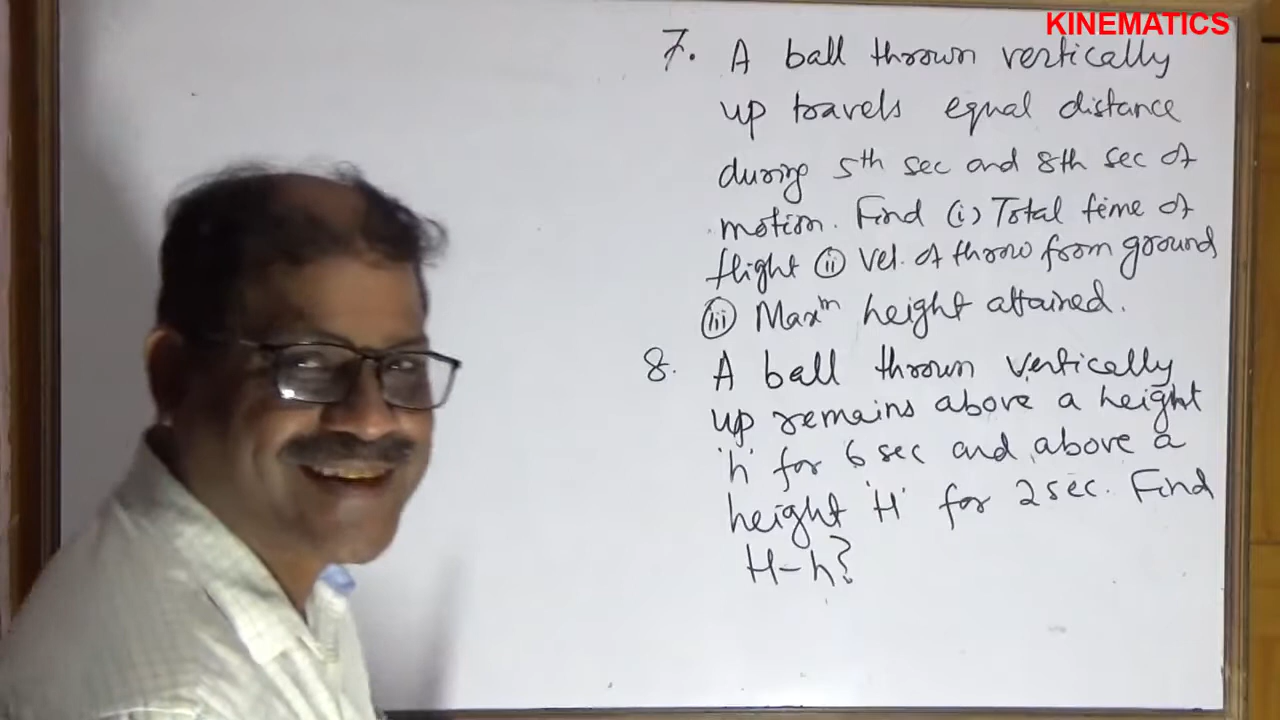 KINEMATICS
7. A ball thrown vertically
up travels equal distance
during 5th sec and 8th sec of
motion. Find (i) Total time of
flight (ii) Vel. of throw from ground
(iii) Maxm height attained.
8. A ball thrown vertically
up remains above a height
'h' for 6 sec and above a
height 'H' for 2 sec. Find
H-h?